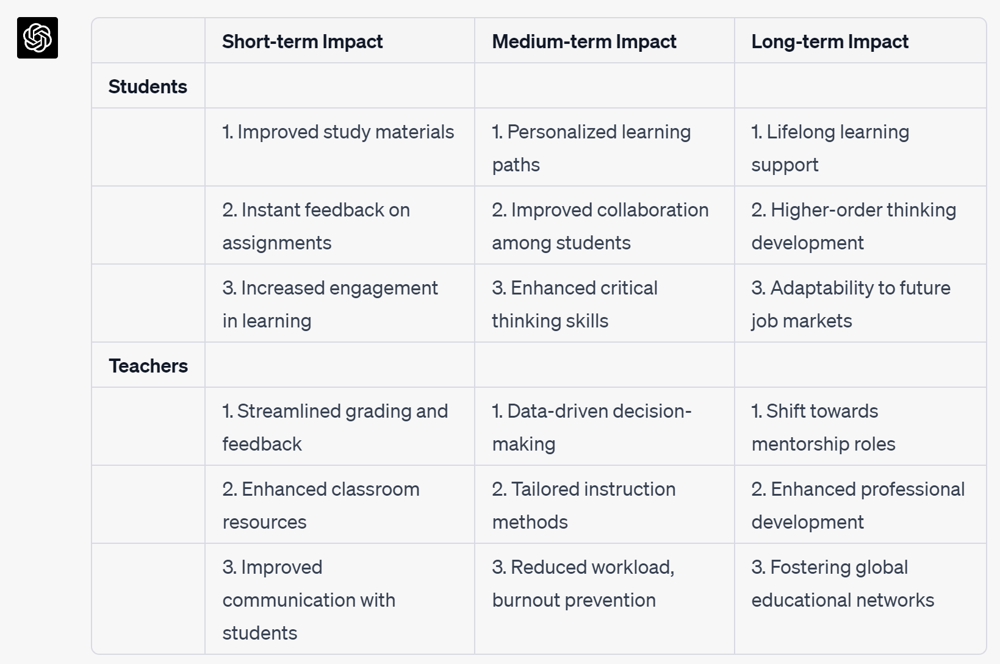 Short-term Impact Medium-term Impact Long-term Impact
Students
1. Improved study materials
1. Personalized learning
paths
1. Lifelong learning
support
2. Instant feedback on
assignments
2. Improved collaboration
among students
2. Higher-order thinking
development
3. Increased engagement
in learning
3. Enhanced critical
thinking skills
3. Adaptability to future
job markets
Teachers
1. Streamlined grading and
feedback
1. Data-driven decision-
making
1. Shift towards
mentorship roles
2. Enhanced classroom
resources
2. Tailored instruction
methods
2. Enhanced professional
development
3. Improved
communication with
students
3. Reduced workload,
burnout prevention
3. Fostering global
educational networks